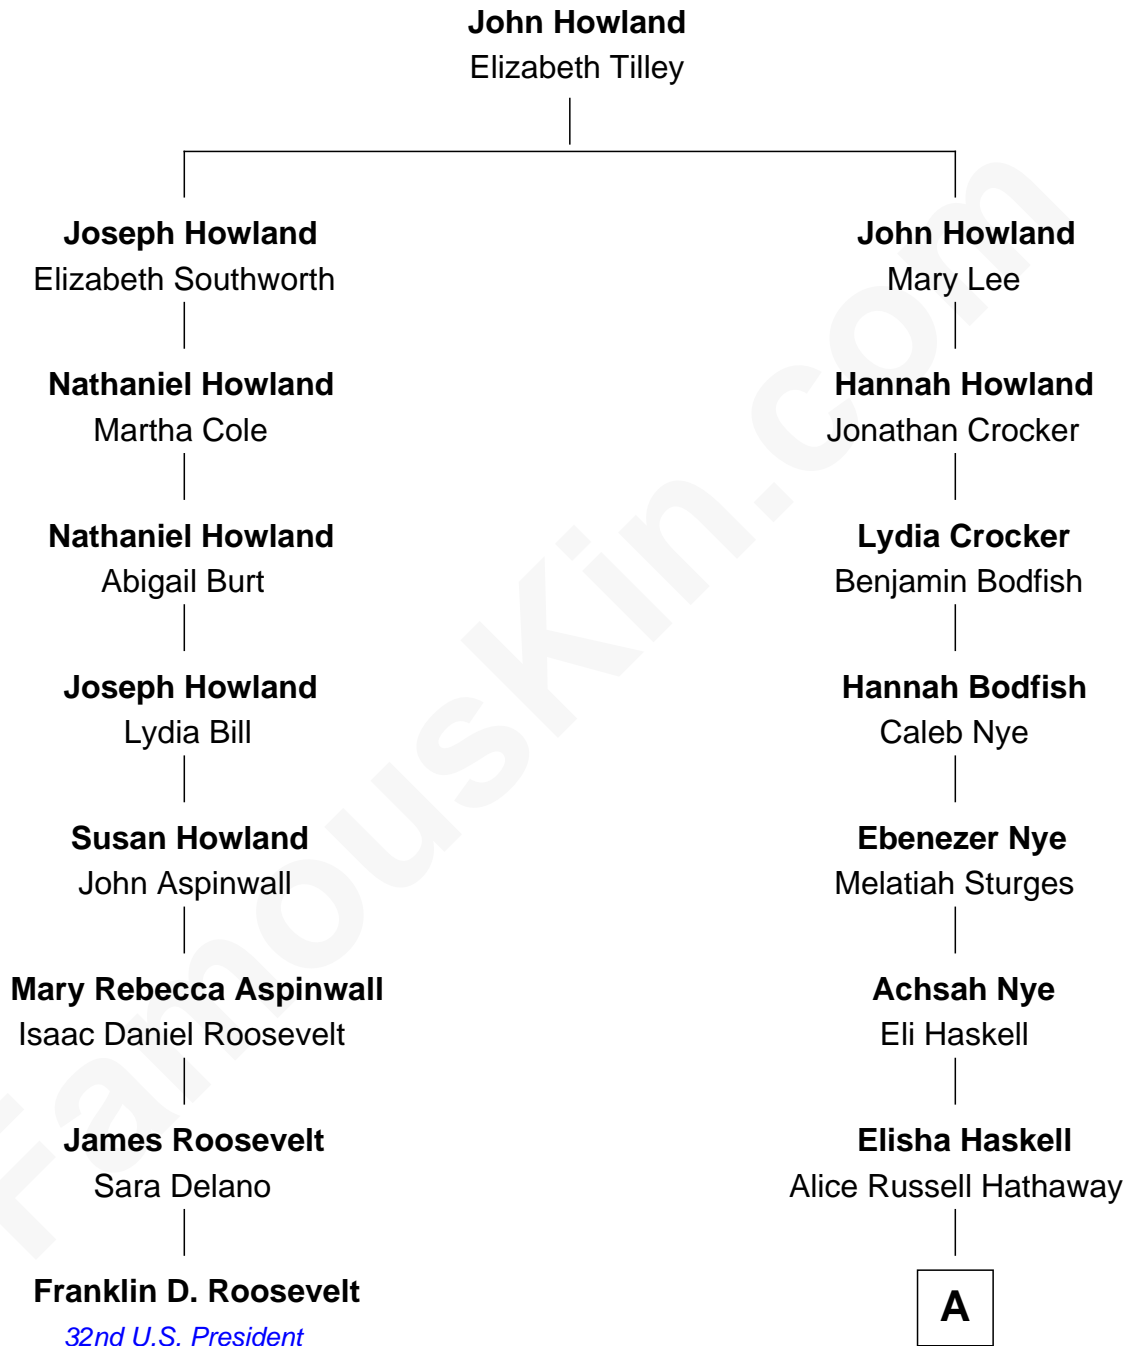 John Howland
Elizabeth Tilley
Joseph Howland
Elizabeth Southworth
John Howland
Mary Lee
Nathaniel Howland
Martha Cole
Hannah Howland
Jonathan Crocker
Nathaniel Howland
Abigail Burt
Lydia Crocker
Benjamin Bodfish
Joseph Howland
Lydia Bill
Hannah Bodfish
Caleb Nye
Susan Howland
John Aspinwall
Ebenezer Nye
Melatiah Sturges
Mary Rebecca Aspinwall
Isaac Daniel Roosevelt
Achsah Nye
Eli Haskell
James Roosevelt
Sara Delano
Elisha Haskell
Alice Russell Hathaway
Franklin D. Roosevelt
32nd U.S. President
A
FamousKin.com